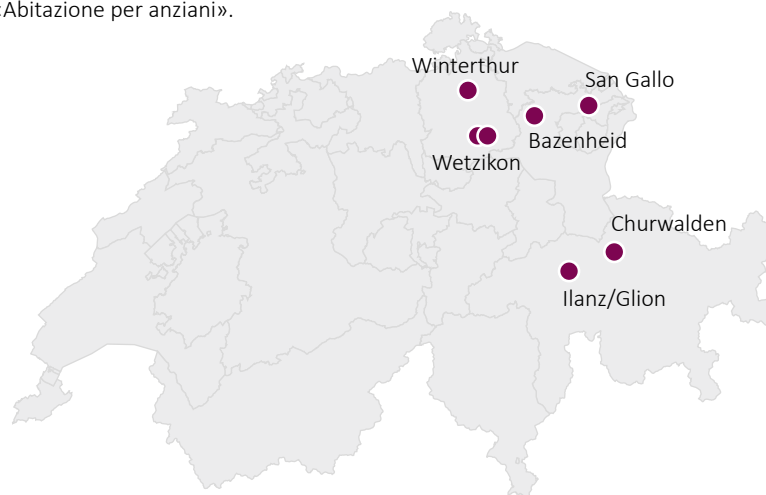 «Abitazione per anziani».
Winterthur
San Gallo
Bazenheid
Wetzikon
Churwalden
Ilanz/Glion